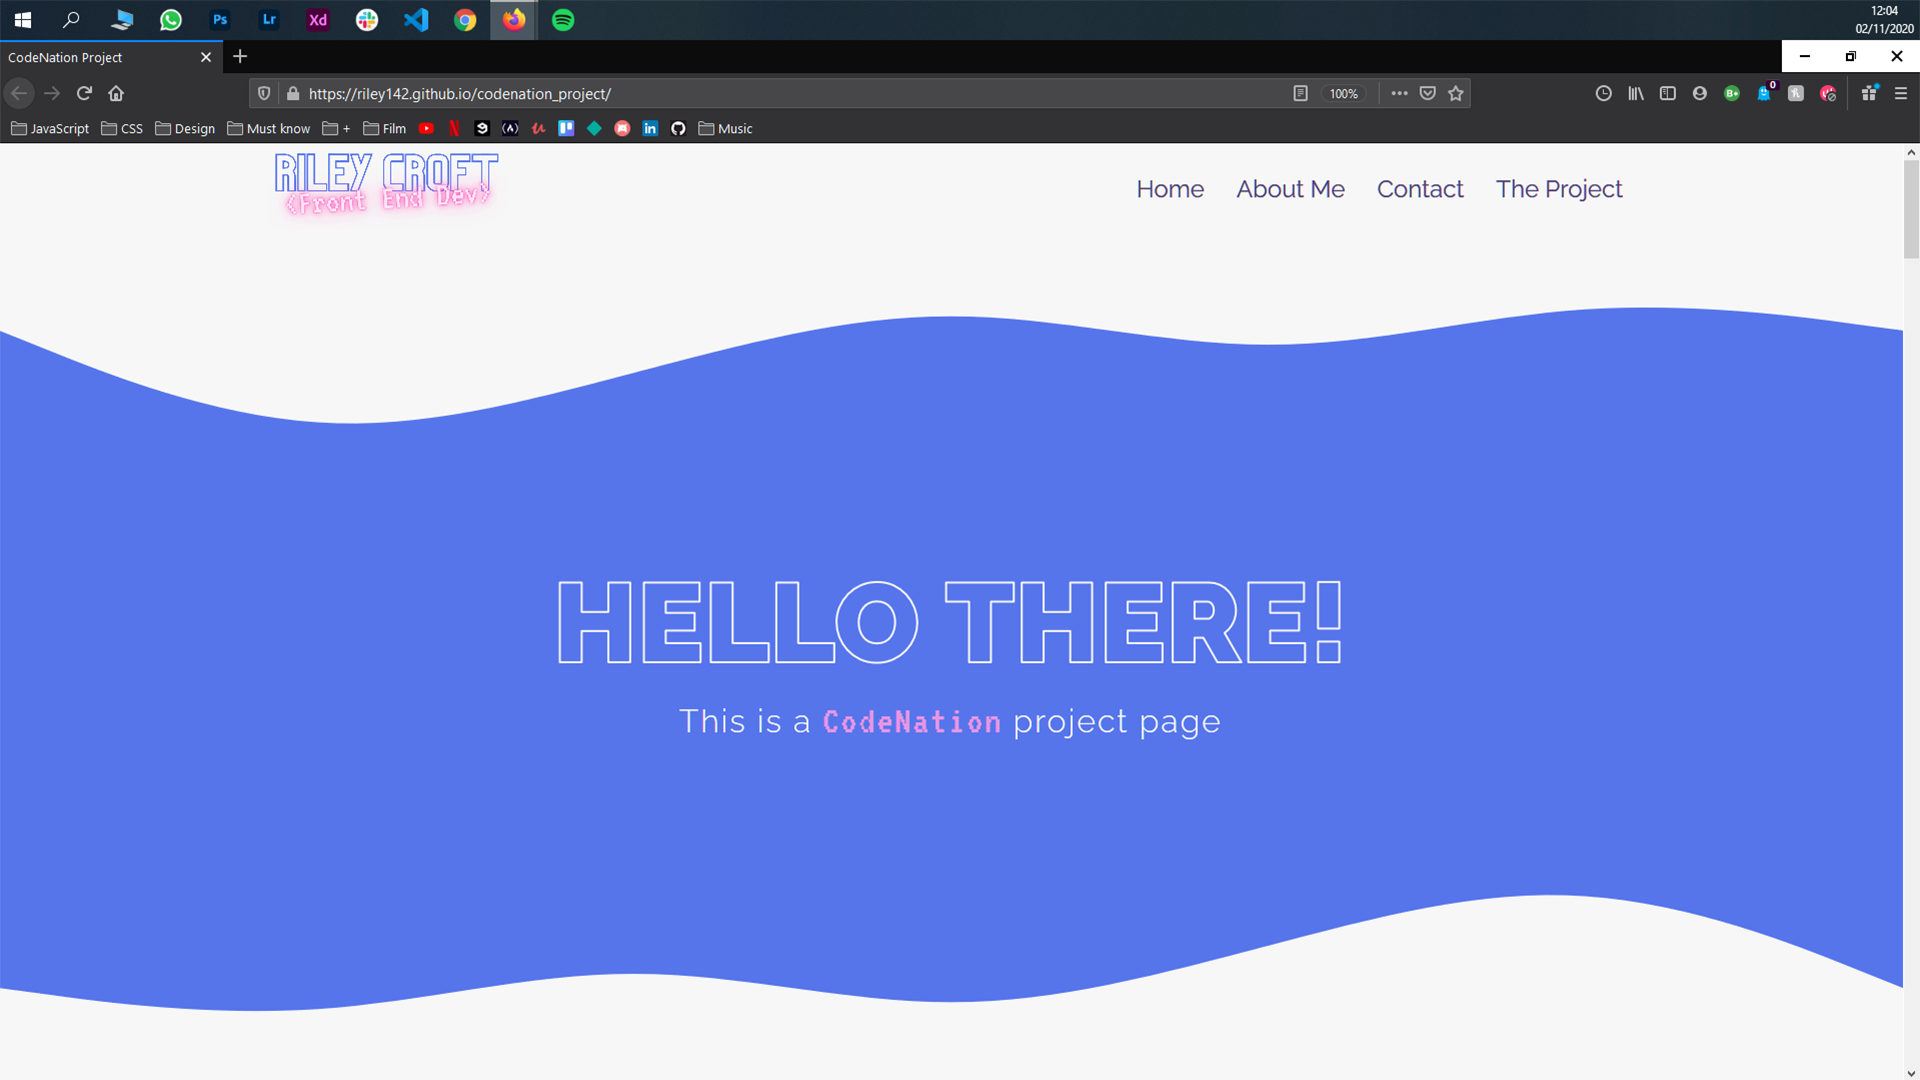 Ps Lr Xd
12:04
02/11/2020
CodeNation Project
https://riley142.github.io/codenation_project/
100%
0
JavaScript CSS Design Must know + Film Music
RILEY CROFT
{Front End Dev}
Home About Me Contact The Project
HELLO THERE!
This is a CodeNation project page